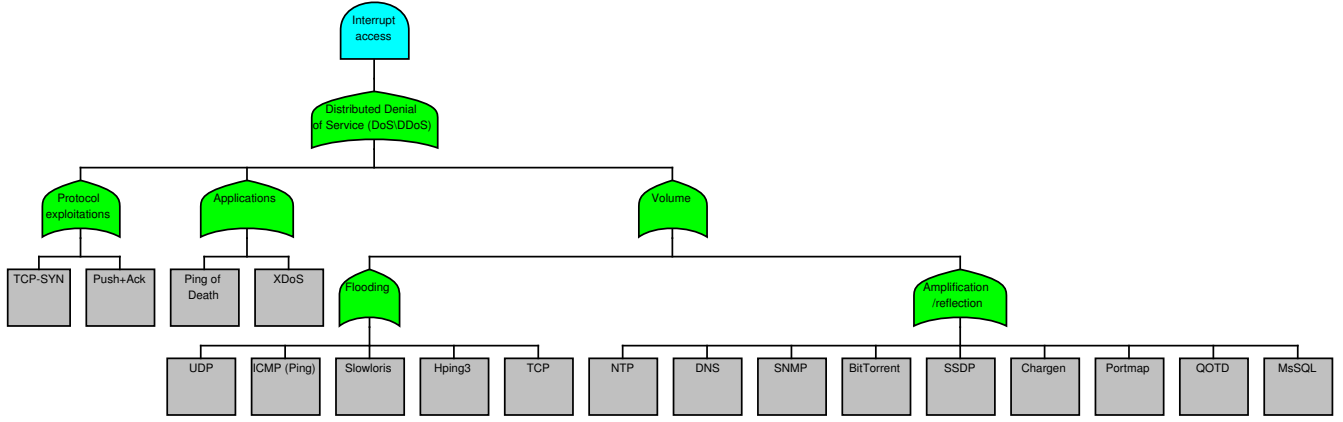 Interrupt
access
Distributed Denial
of Service (DoS\DDoS)
Protocol
exploitations
Applications
Volume
TCP-SYN
Push+Ack
Ping of
Death
XDoS
Flooding
Amplification
/reflection
UDP
ICMP (Ping)
Slowloris
Hping3
TCP
NTP
DNS
SNMP
BitTorrent
SSDP
Chargen
Portmap
QOTD
MsSQL